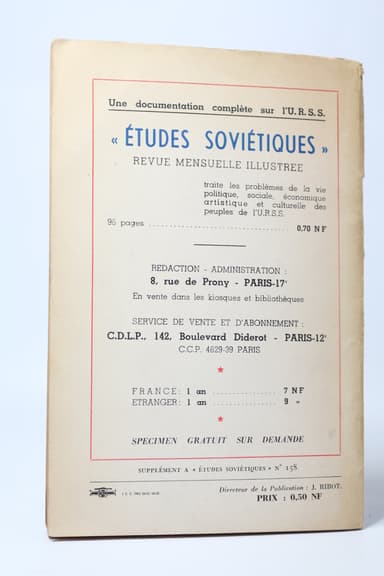 Une documentation complète sur l'U.R.S.S.
« ÉTUDES SOVIÉTIQUES »
REVUE MENSUELLE ILLUSTREE
traite les problèmes de la vie
politique, sociale, économique
artistique et culturelle des
peuples de l'U.R.S.S.
96 pages ................................ 0,70 NF
REDACTION - ADMINISTRATION :
8, rue de Prony - PARIS-17e
En vente dans les kiosques et bibliothèques
SERVICE DE VENTE ET D'ABONNEMENT :
C.D.L.P., 142, Boulevard Diderot - PARIS-12e
C.C.P. 4629-39 PARIS
*
FRANCE : 1 an ................ 7 NF
ETRANGER : 1 an ................ 9 »
*
SPECIMEN GRATUIT SUR DEMANDE
SUPPLÉMENT A « ÉTUDES SOVIÉTIQUES » N° 158
Directeur de la Publication : J. RIBOT.
PRIX : 0,50 NF